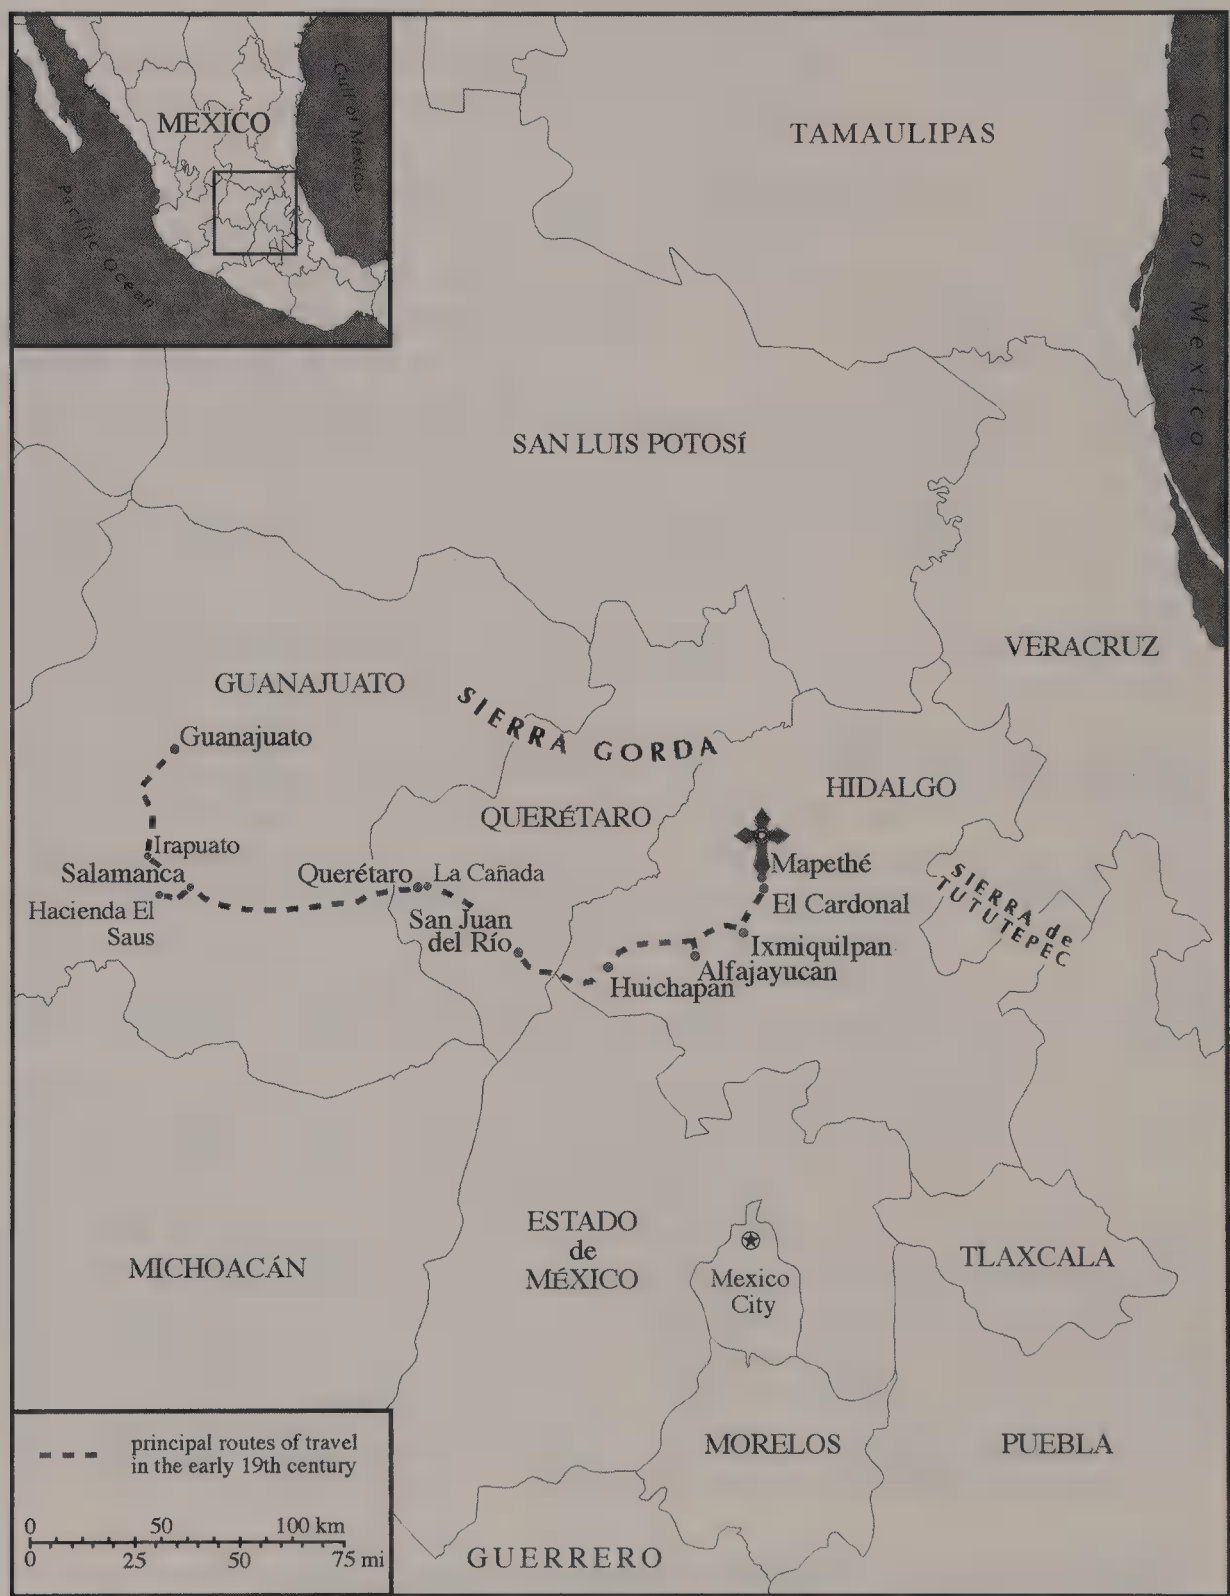 MEXICO
Gulf of Mexico
Pacific Ocean
TAMAULIPAS
Gulf of Mexico
SAN LUIS POTOSÍ
VERACRUZ
GUANAJUATO
SIERRA GORDA
Guanajuato
HIDALGO
QUERÉTARO
Irapuato
Mapethé
Salamanca
Querétaro
La Cañada
SIERRA de
TUTUTEPEC
Hacienda El
Saus
El Cardonal
San Juan
del Río
Ixmiquilpan
Alfajayucan
Huichapan
ESTADO
de
MÉXICO
MICHOACÁN
Mexico
City
TLAXCALA
MORELOS
PUEBLA
principal routes of travel
in the early 19th century
0 50 100 km
0 25 50 75 mi
GUERRERO